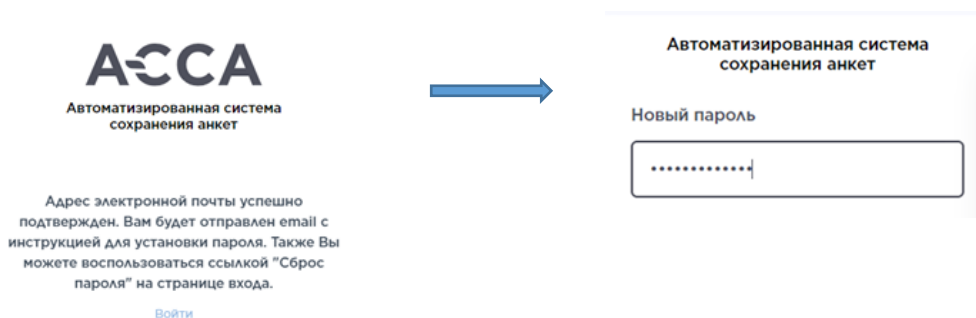 АССА
Автоматизированная система
сохранения анкет
Адрес электронной почты успешно
подтвержден. Вам будет отправлен email с
инструкцией для установки пароля. Также Вы
можете воспользоваться ссылкой "Сброс
пароля" на странице входа.
Войти
Автоматизированная система
сохранения анкет
Новый пароль
•••••••••••••